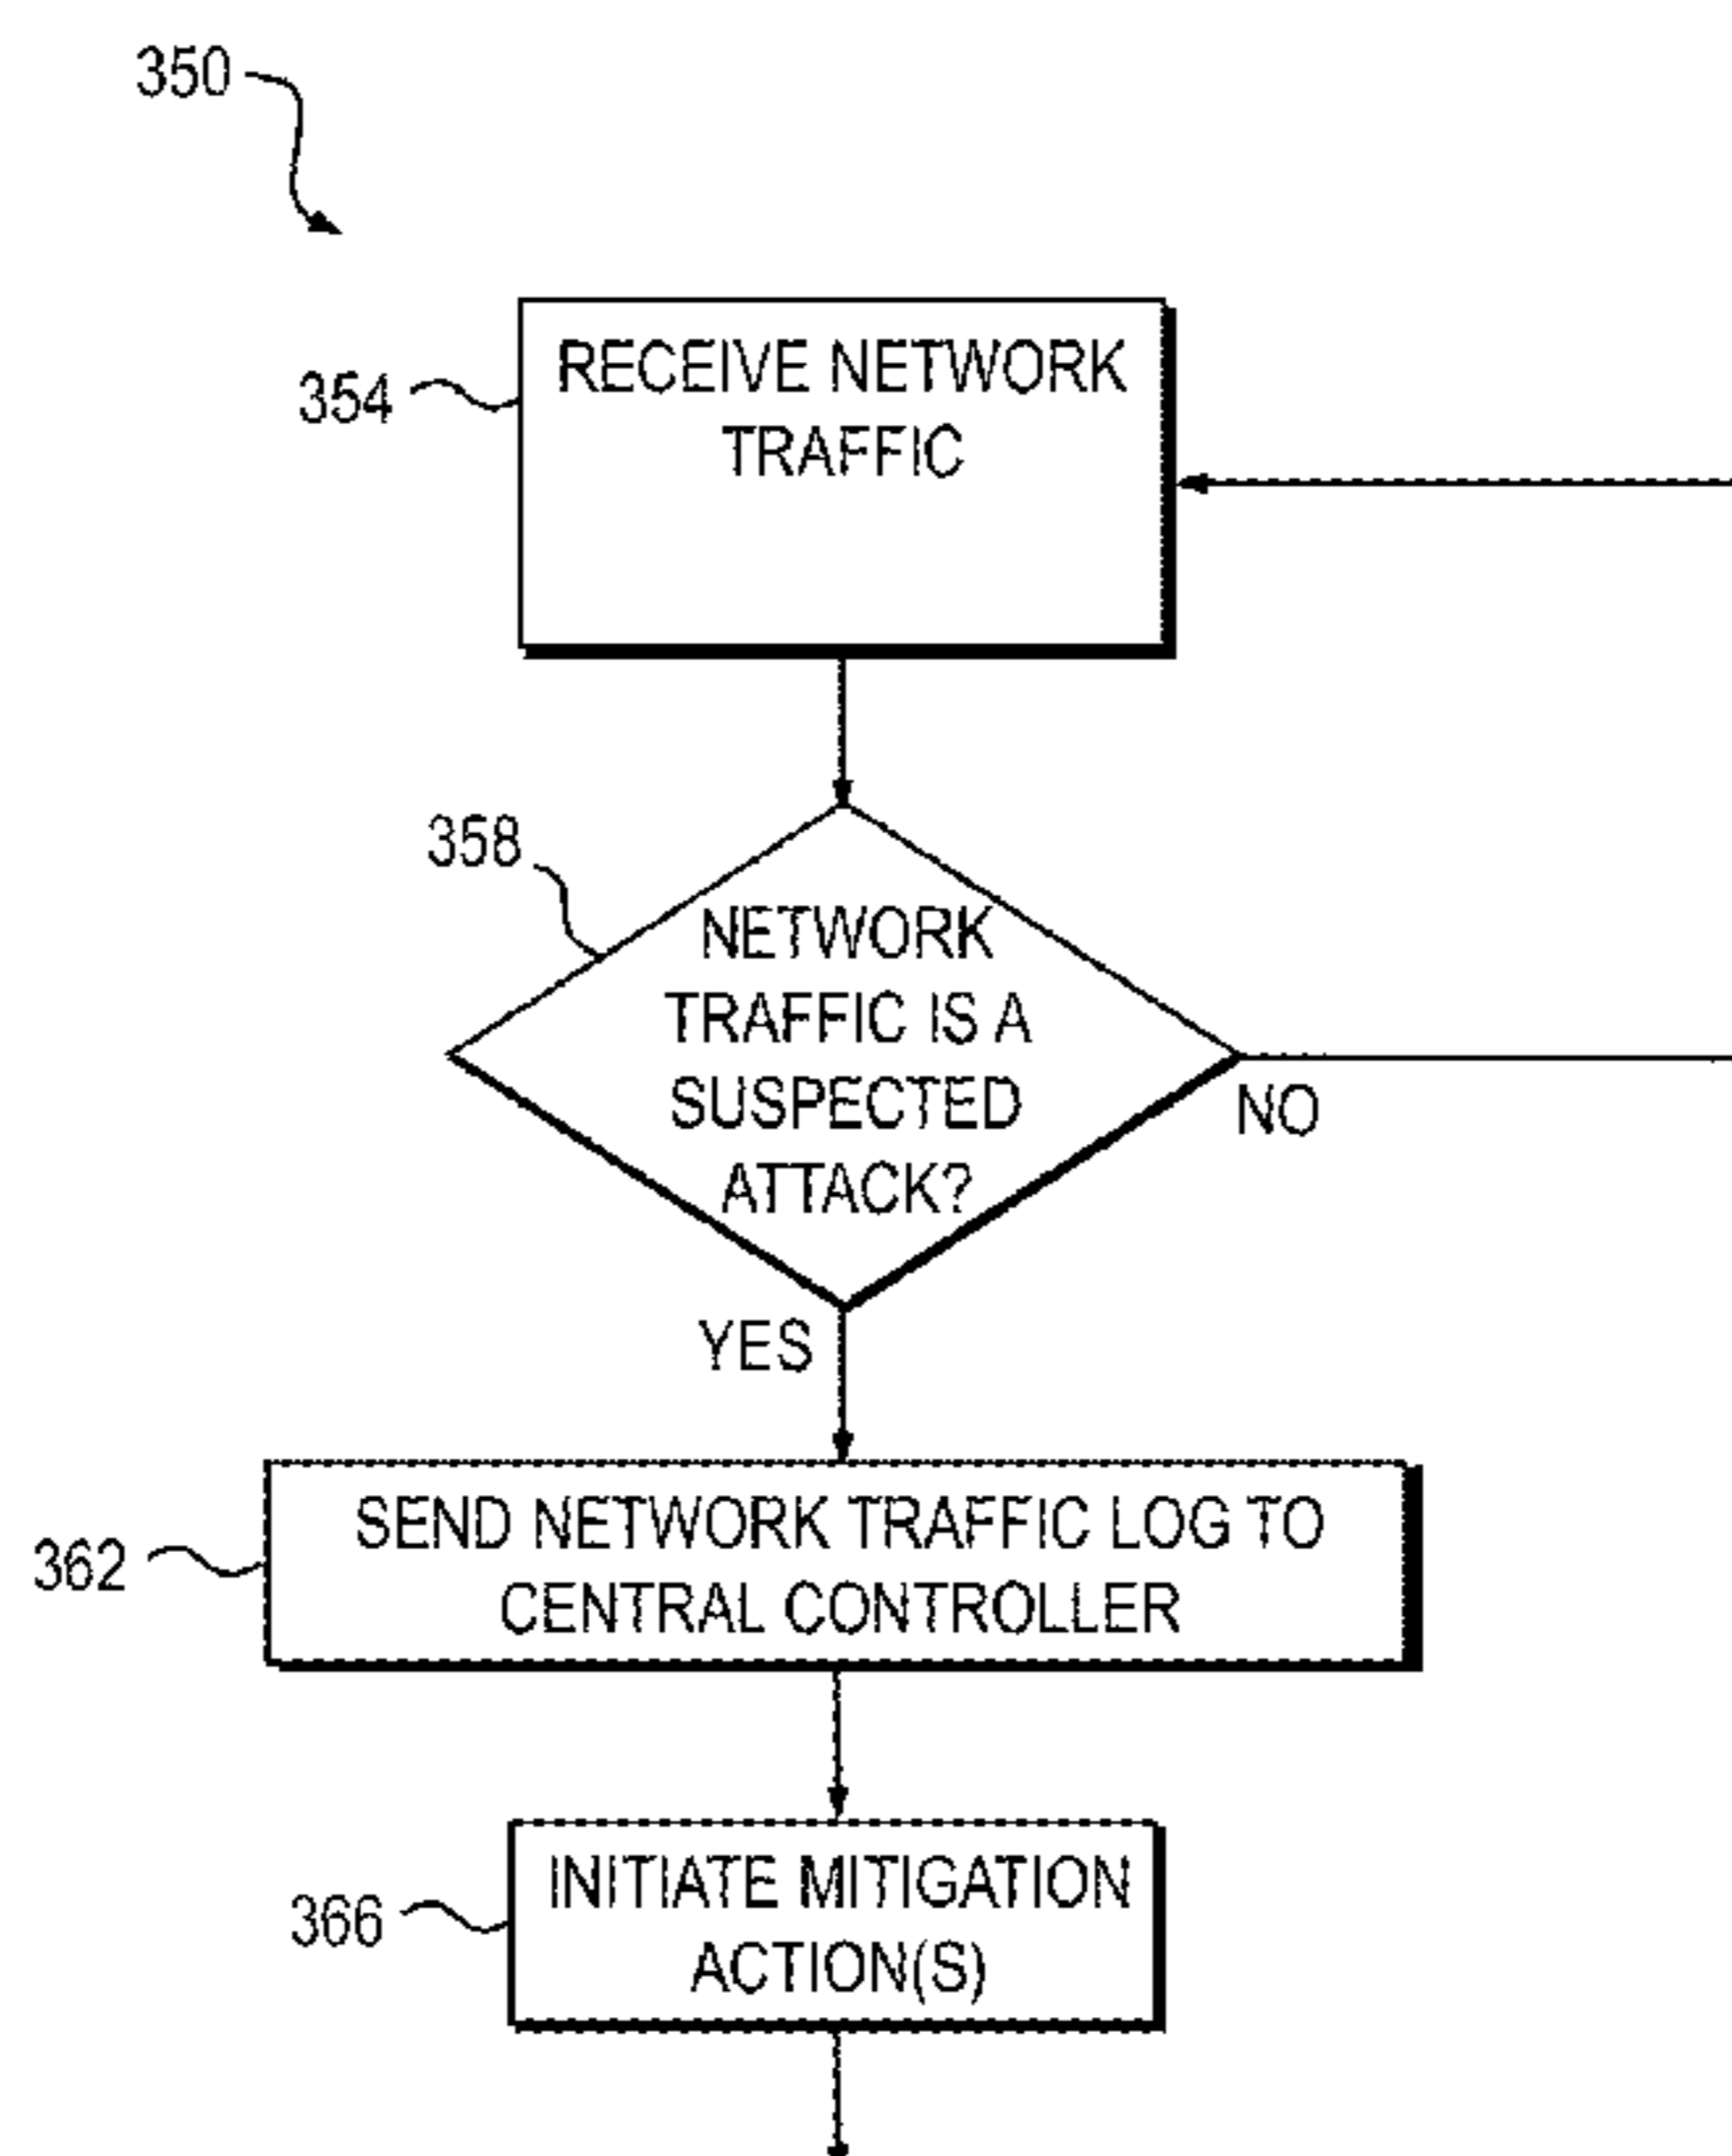 350
354
RECEIVE NETWORK
TRAFFIC
358
NETWORK
TRAFFIC IS A
SUSPECTED
ATTACK?
NO
YES
362
SEND NETWORK TRAFFIC LOG TO
CENTRAL CONTROLLER
366
INITIATE MITIGATION
ACTION(S)